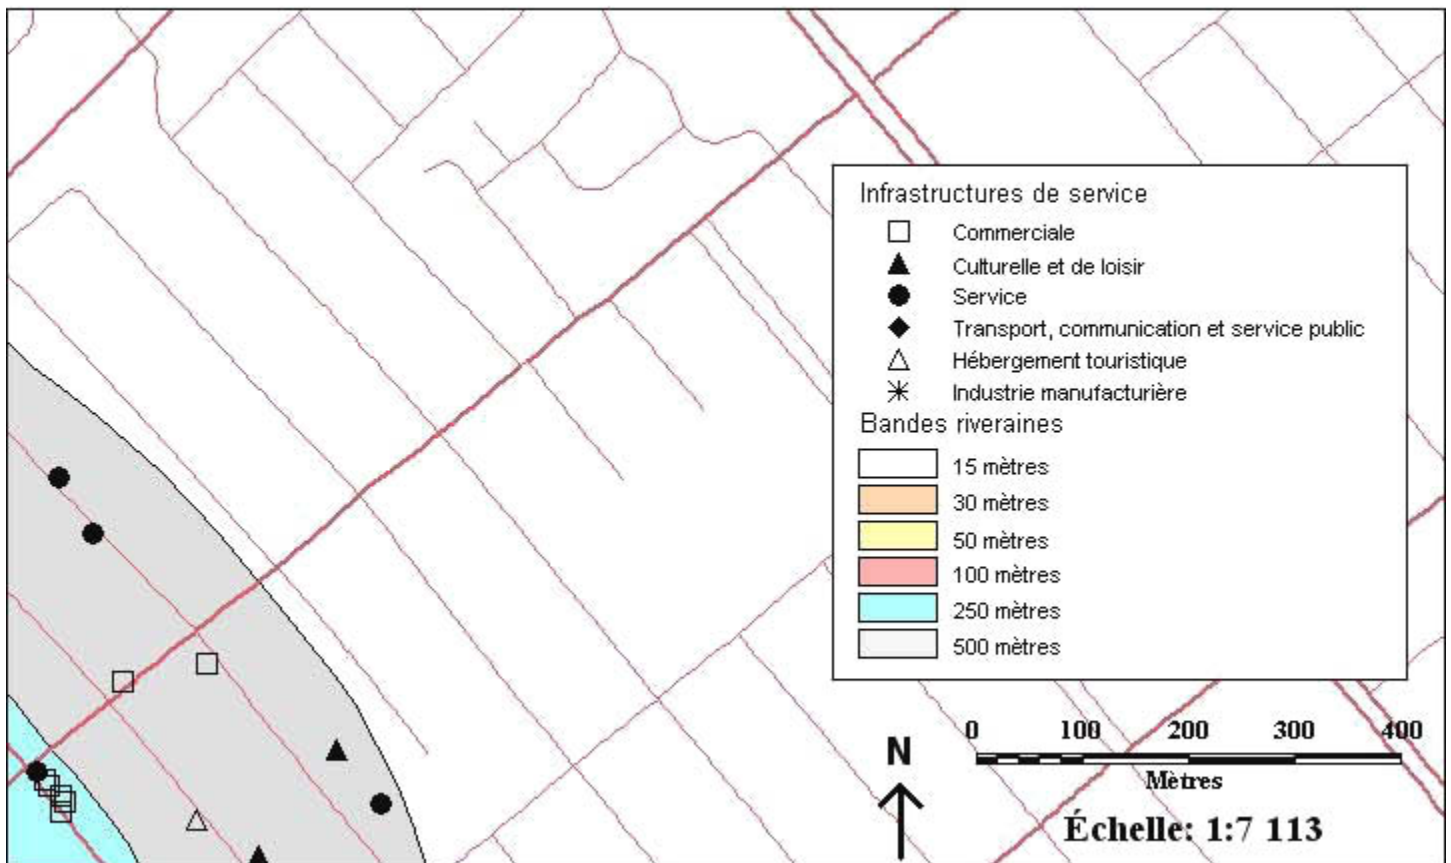 Infrastructures de service
Commerciale
Culturelle et de loisir
Service
Transport, communication et service public
Hébergement touristique
Industrie manufacturière
Bandes riveraines
15 mètres
30 mètres
50 mètres
100 mètres
250 mètres
500 mètres
0 100 200 300 400
Mètres
N
Échelle: 1:7 113